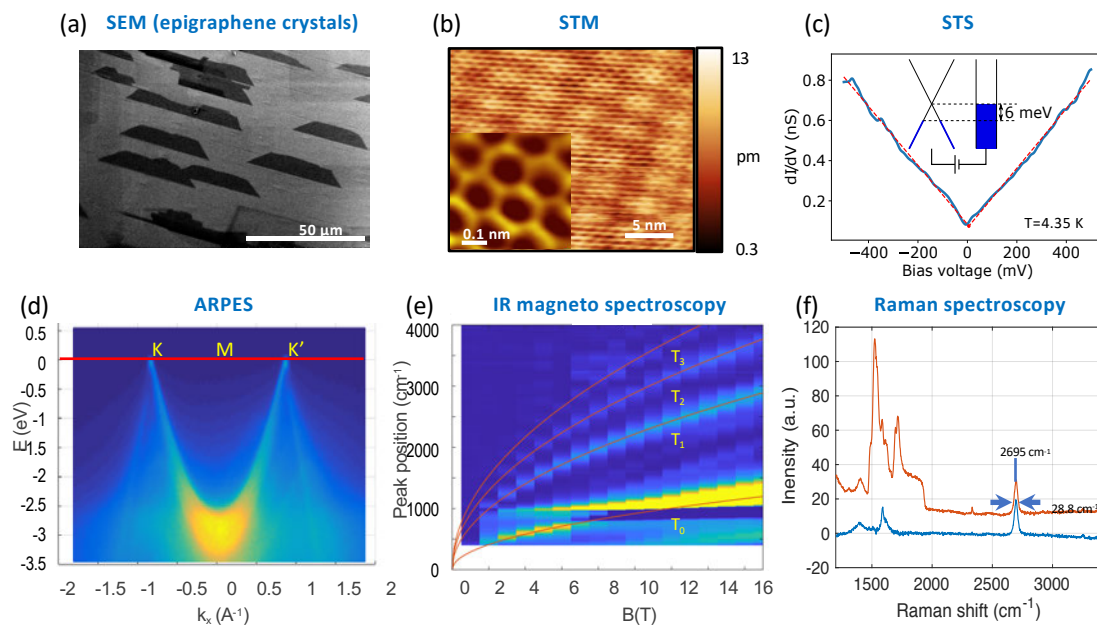 (a) SEM (epigraphene crystals)
50 µm
(b) STM
13
pm
0.3
0.1 nm
5 nm
(c) STS
dI/dV (nS)
0.8
0.6
0.4
0.2
6 meV
T=4.35 K
−400 −200 0 200 400
Bias voltage (mV)
(d) ARPES
E (eV)
0.5
0
-0.5
-1
-1.5
-2
-2.5
-3
-3.5
K M K’
-2 -1 -0.5 0 0.5 1 2
kₓ (A⁻¹)
(e) IR magneto spectroscopy
Peak position (cm⁻¹)
4000
3000
2000
1000
0
T₃
T₂
T₁
T₀
0 2 4 6 8 10 12 14 16
B(T)
(f) Raman spectroscopy
Inensity (a.u.)
120
100
80
60
40
20
0
-20
2695 cm⁻¹
28.8 cm⁻¹
1500 2000 2500 3000
Raman shift (cm⁻¹)